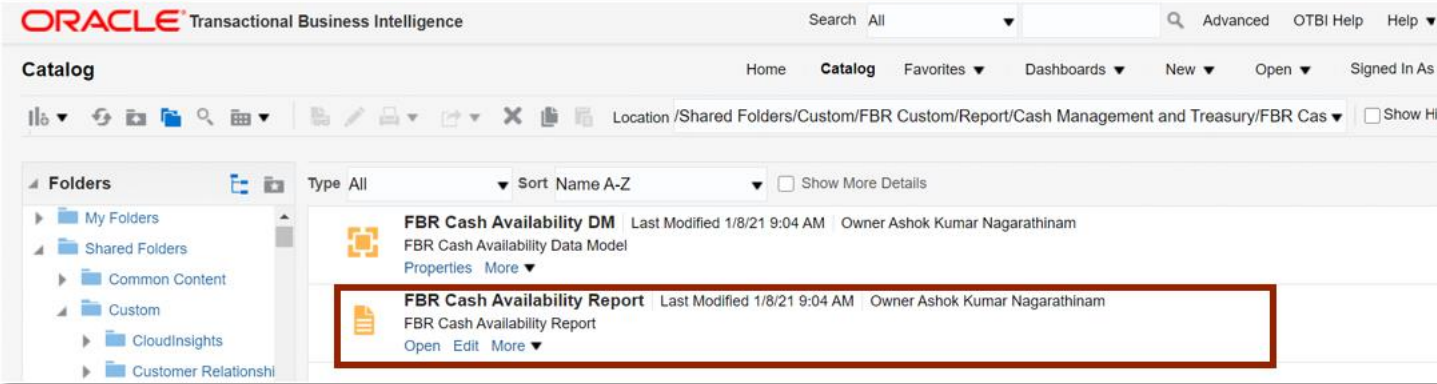 ORACLE Transactional Business Intelligence Search All Advanced OTBI Help Help
Catalog Home Catalog Favorites Dashboards New Open Signed In As
Location /Shared Folders/Custom/FBR Custom/Report/Cash Management and Treasury/FBR Cas Show Hi
Folders Type All Sort Name A-Z Show More Details
My Folders
Shared Folders
Common Content
Custom
CloudInsights
Customer Relationshi
FBR Cash Availability DM Last Modified 1/8/21 9:04 AM Owner Ashok Kumar Nagarathinam
FBR Cash Availability Data Model
Properties More
FBR Cash Availability Report Last Modified 1/8/21 9:04 AM Owner Ashok Kumar Nagarathinam
FBR Cash Availability Report
Open Edit More